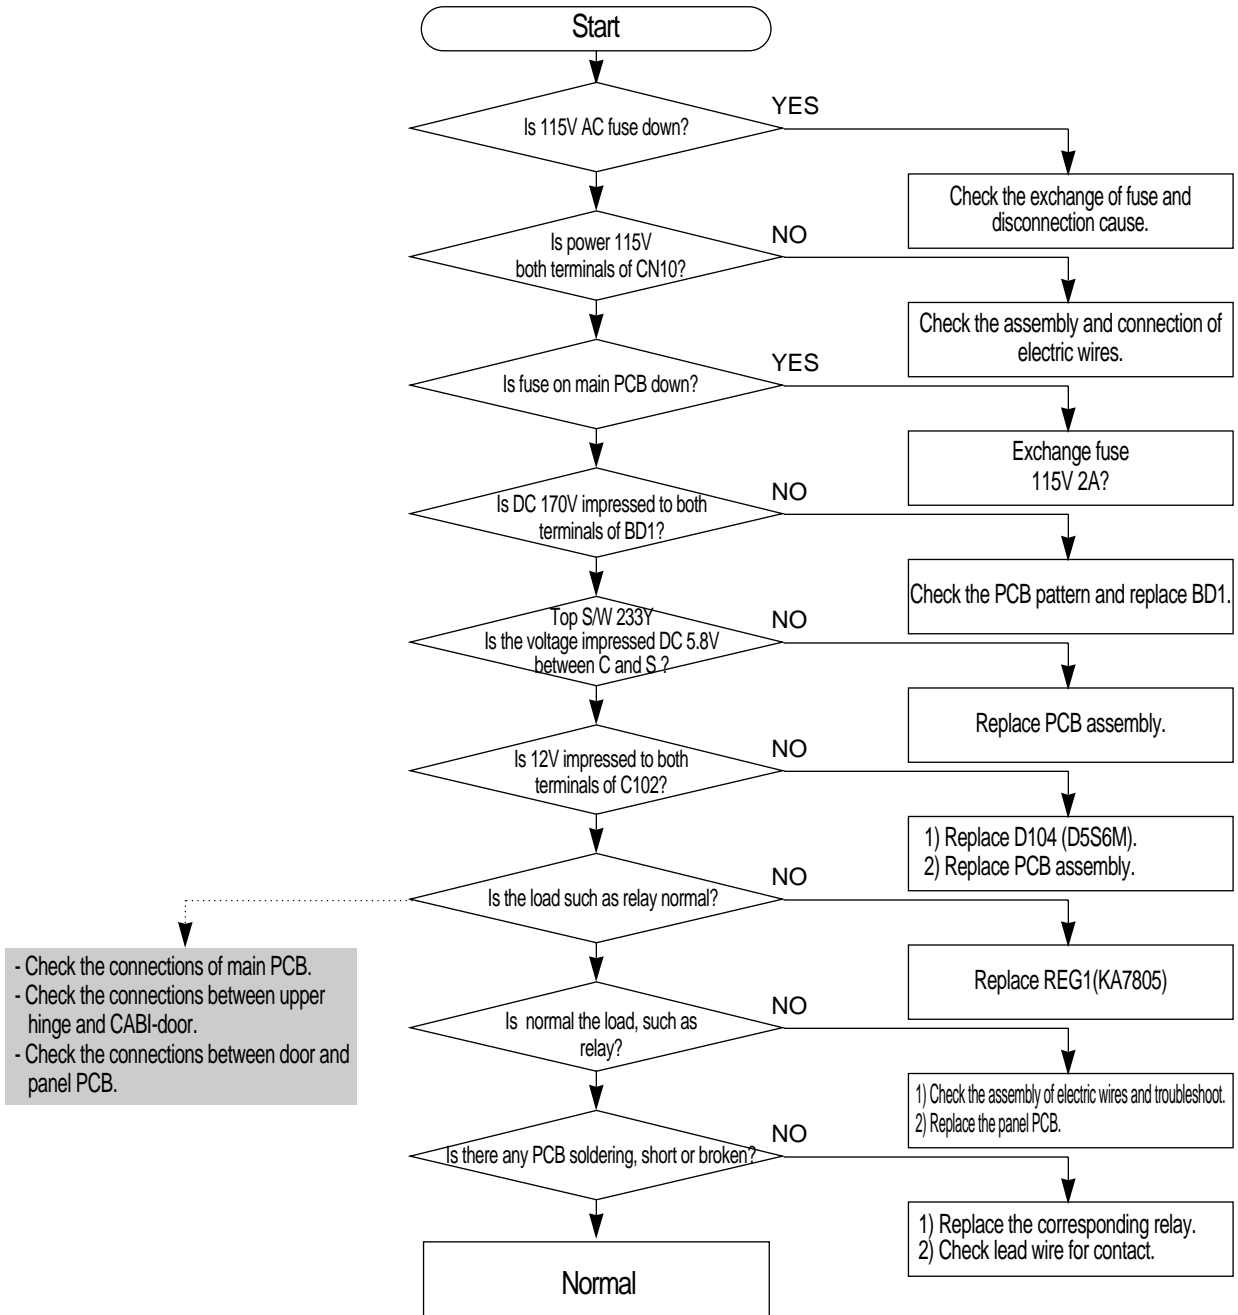 Start
Is 115V AC fuse down?
YES
Check the exchange of fuse and
disconnection cause.
Is power 115V
both terminals of CN10?
NO
Check the assembly and connection of
electric wires.
Is fuse on main PCB down?
YES
Exchange fuse
115V 2A?
Is DC 170V impressed to both
terminals of BD1?
NO
Check the PCB pattern and replace BD1.
Top S/W 233Y
Is the voltage impressed DC 5.8V
between C and S ?
NO
Replace PCB assembly.
Is 12V impressed to both
terminals of C102?
NO
1) Replace D104 (D5S6M).
2) Replace PCB assembly.
Is the load such as relay normal?
NO
Replace REG1(KA7805)
- Check the connections of main PCB.
- Check the connections between upper
hinge and CABI-door.
- Check the connections between door and
panel PCB.
Is normal the load, such as
relay?
NO
1) Check the assembly of electric wires and troubleshoot.
2) Replace the panel PCB.
Is there any PCB soldering, short or broken?
NO
1) Replace the corresponding relay.
2) Check lead wire for contact.
Normal